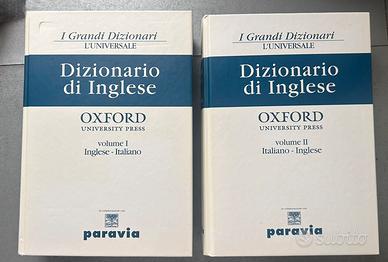 I Grandi Dizionari
L'UNIVERSALE
Dizionario
di Inglese
OXFORD
UNIVERSITY PRESS
volume I
Inglese - Italiano
paravia
I Grandi Dizionari
L'UNIVERSALE
Dizionario
di Inglese
OXFORD
UNIVERSITY PRESS
volume II
Italiano - Inglese
paravia
subito